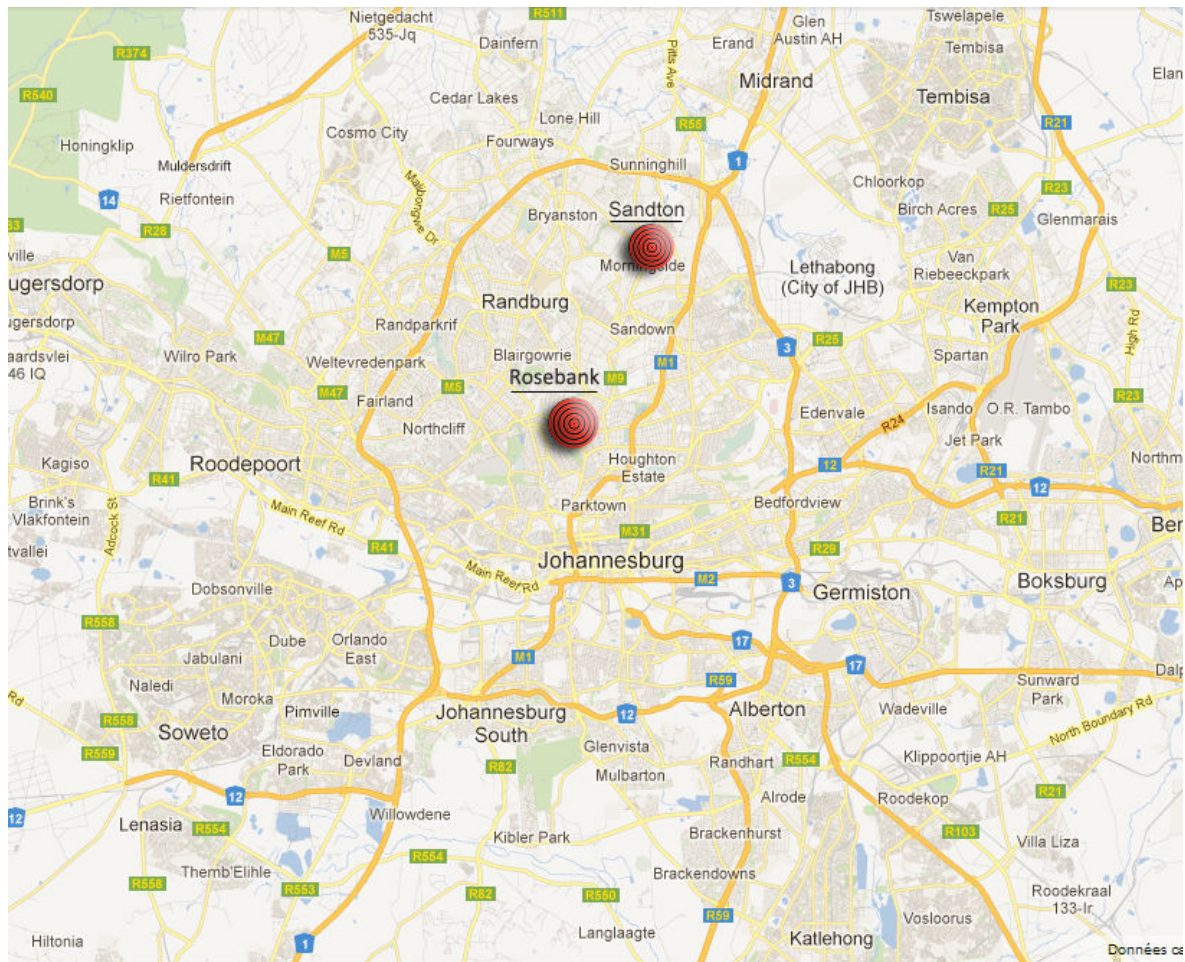 R511
Nietgedacht
535-Jq
Glen
Austin AH
Tswelapele
R374
Dainfern
Pitts Ave
Erand
Tembisa
R540
Midrand
Elan
Cedar Lakes
Tembisa
Lone Hill
R55
R21
Cosmo City
Honingklip
Fourways
Muldersdrift
Sunninghill
1
14
Rietfontein
Chloorkop
R23
Malibongwe Dr
Sandton
Birch Acres
R25
Bryanston
Glenmarais
R28
ville
M5
Morningside
Lethabong
(City of JHB)
Van
Riebeeckpark
ugersdorp
R23
Randburg
Kempton
Park
ugersdorp
Randparkrif
Sandown
High Rd
M47
R25
3
aardsvlei
46 IQ
Wilro Park
Weltevredenpark
Blairgowrie
M1
Spartan
Rosebank
M9
M5
M47
R23
Fairland
Edenvale
Isando
O.R. Tambo
Northcliff
R24
Jet Park
Kagiso
Roodepoort
Houghton
Estate
12
R21
Northm
R41
12
Brink's
Vlakfontein
Adcock St
Parktown
Bedfordview
Main Reef Rd
R21
Ben
tvallei
M31
R41
R29
Johannesburg
Main Reef Rd
M2
3
Boksburg
Ap
Dobsonville
Germiston
R558
Dube
Orlando
East
17
Jabulani
M1
17
Dalp
Naledi
Moroka
R59
Sunward
Park
Rd
Pimville
Johannesburg
South
12
Alberton
Wadeville
North Boundary Rd
R558
Soweto
R559
Eldorado
Park
Devland
Glenvista
R82
Randhart
R554
Klippoortjie AH
Mulbarton
12
Alrode
Roodekop
R21
12
Willowdene
Lenasia
R554
Kibler Park
Brackenhurst
R103
Villa Liza
R554
Themb'Elihle
R558
R553
R82
R550
Brackendowns
Roodekraal
133-Ir
R59
Vosloorus
Langlaagte
Hiltonia
1
Katlehong
Données ca